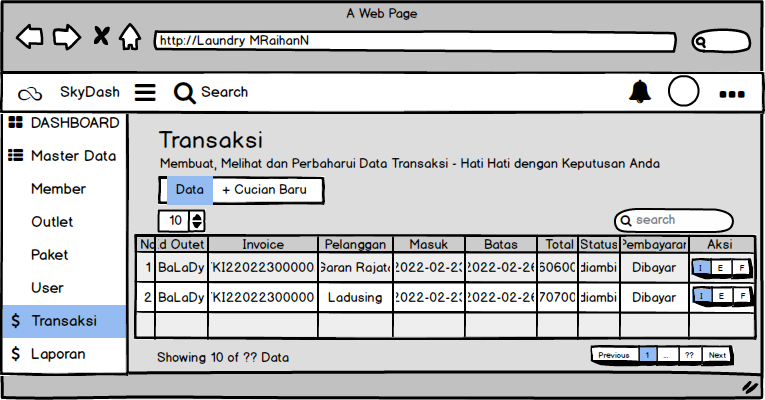 A Web Page
http://Laundry MRaihanN
SkyDash Search
DASHBOARD
Master Data
Member
Outlet
Paket
User
$ Transaksi
$ Laporan
Transaksi
Membuat, Melihat dan Perbaharui Data Transaksi - Hati Hati dengan Keputusan Anda
Data + Cucian Baru
10 search
No d Outet Invoice Pelanggan Masuk Batas Total Status Pembayaran Aksi
1 BaLaDy KI22022300000 Garan Rajata 2022-02-23 2022-02-26 60600 diambi Dibayar I E F
2 BaLaDy KI22022300000 Ladusing 2022-02-23 2022-02-26 70700 diambi Dibayar I E F
Showing 10 of ?? Data
Previous 1 ... ?? Next